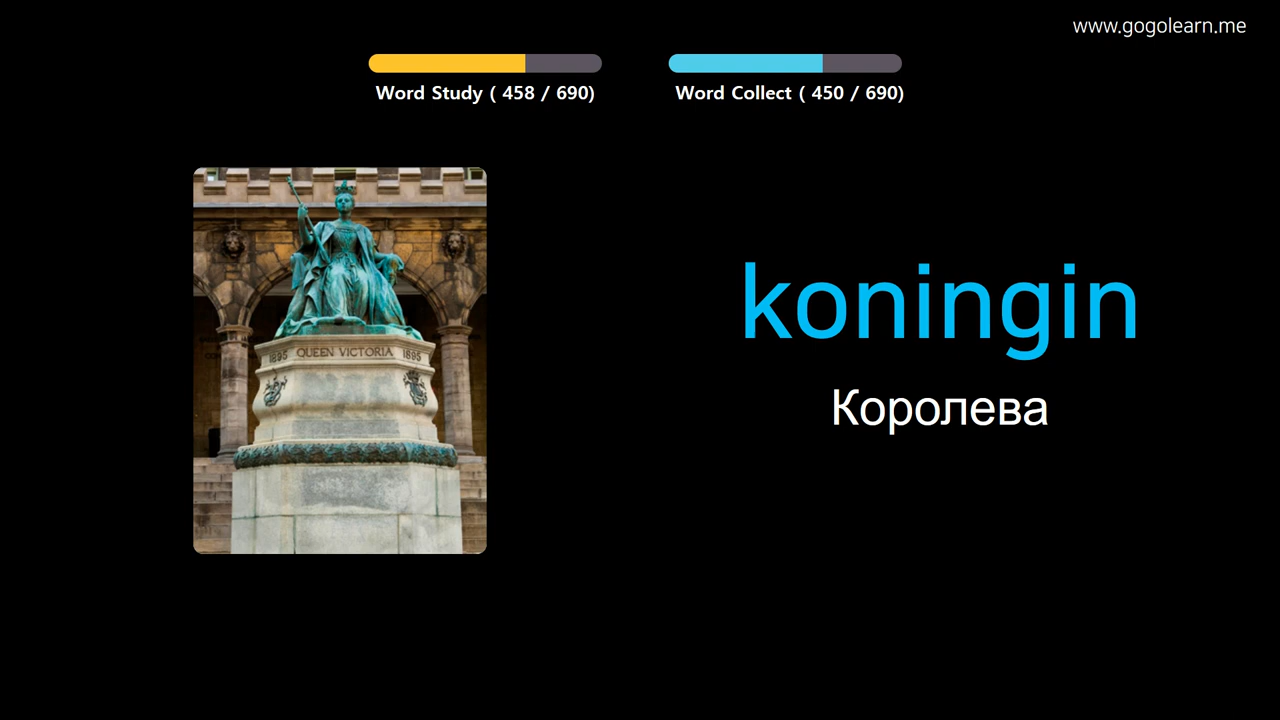 www.gogolearn.me
Word Study ( 458 / 690)
Word Collect ( 450 / 690)
koningin
Королева
1895 QUEEN VICTORIA 1895